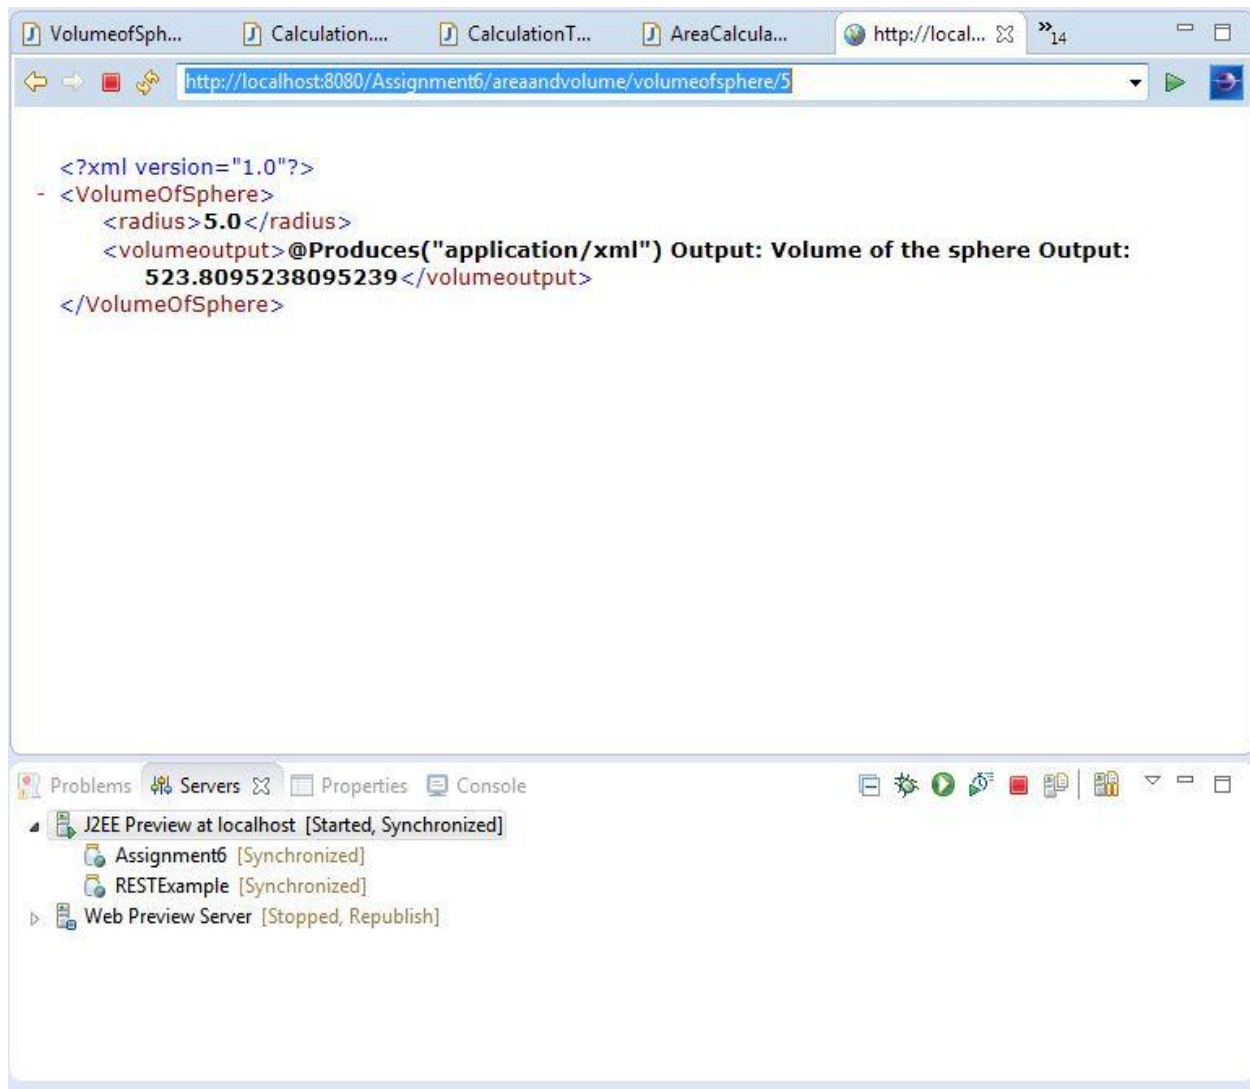 VolumeofSph... Calculation.... CalculationT... AreaCalcula... http://local... »14
http://localhost:8080/Assignment6/areaandvolume/volumeofsphere/5
<?xml version="1.0"?>
- <VolumeOfSphere>
<radius>5.0</radius>
<volumeoutput>@Produces("application/xml") Output: Volume of the sphere Output:
523.8095238095239</volumeoutput>
</VolumeOfSphere>
Problems Servers Properties Console
J2EE Preview at localhost [Started, Synchronized]
Assignment6 [Synchronized]
RESTExample [Synchronized]
Web Preview Server [Stopped, Republish]